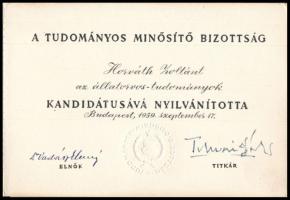 A TUDOMÁNYOS MINŐSÍTŐ BIZOTTSÁG
Horváth Zoltánt
az állatorvos-tudományok
KANDIDÁTUSÁVÁ NYILVÁNÍTOTTA
Budapest, 1959. szeptember 17.
ELNÖK
TITKÁR